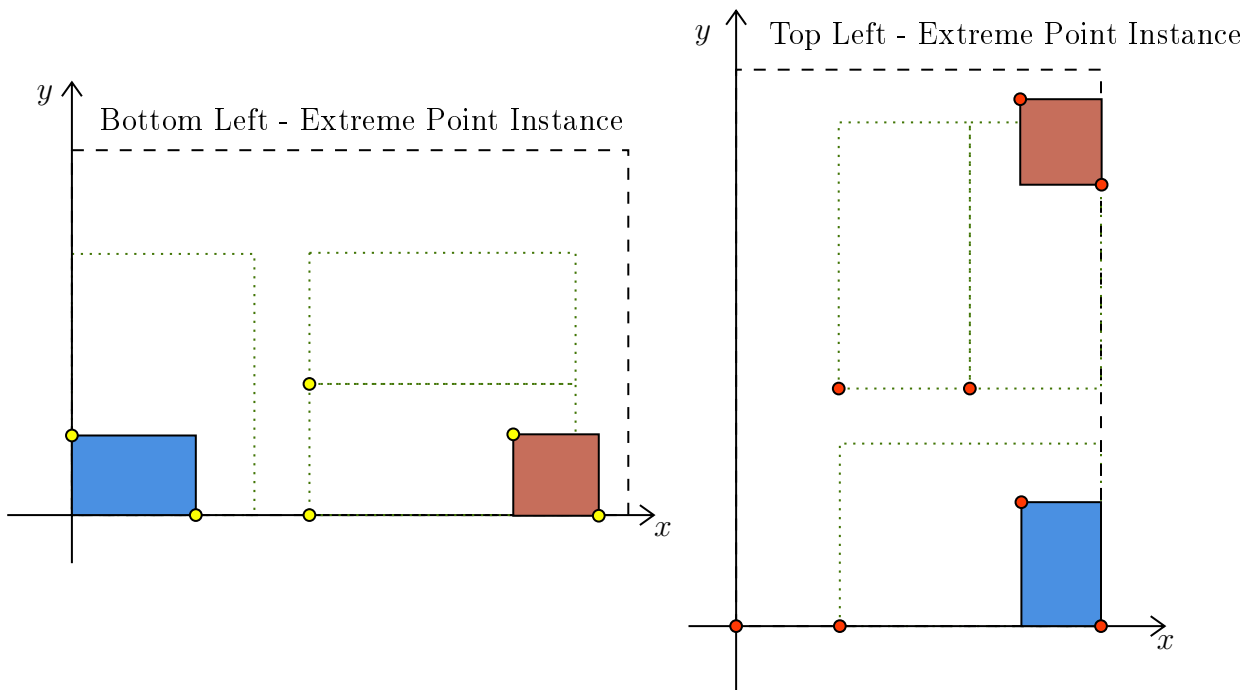 y
Bottom Left - Extreme Point Instance
x
y
Top Left - Extreme Point Instance
x